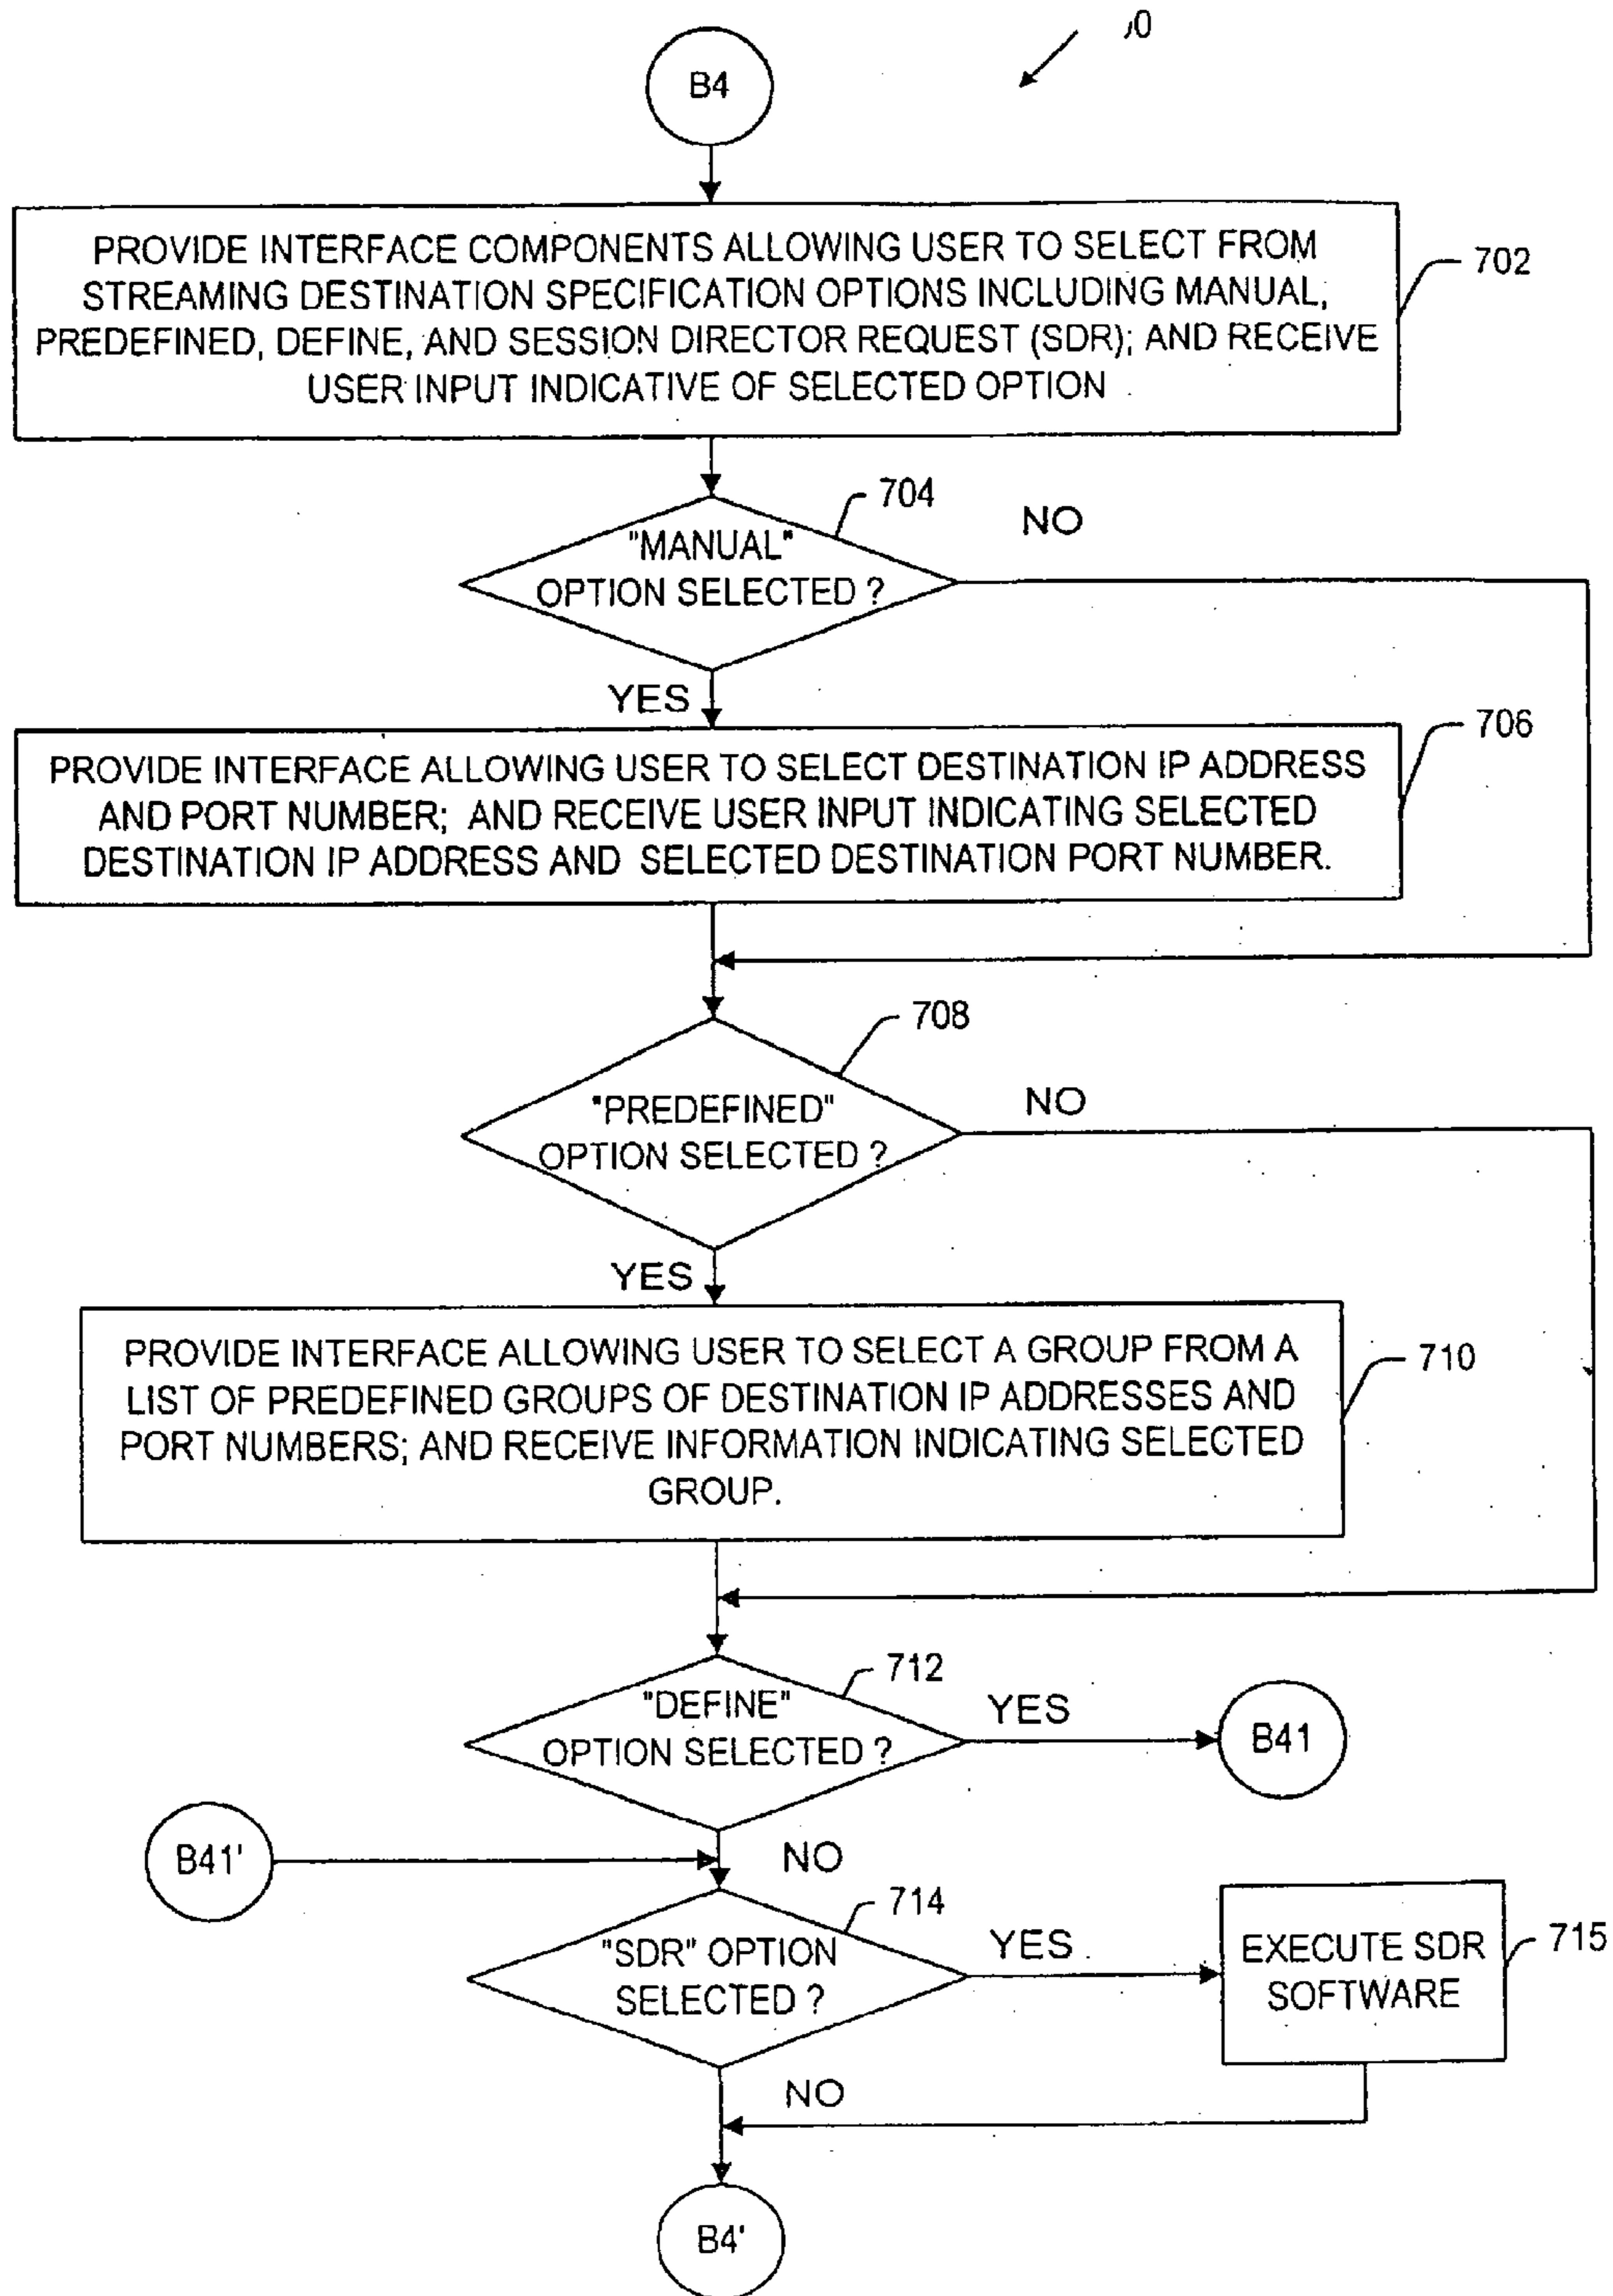 B4
PROVIDE INTERFACE COMPONENTS ALLOWING USER TO SELECT FROM
STREAMING DESTINATION SPECIFICATION OPTIONS INCLUDING MANUAL,
PREDEFINED, DEFINE, AND SESSION DIRECTOR REQUEST (SDR); AND RECEIVE
USER INPUT INDICATIVE OF SELECTED OPTION
702
704
"MANUAL"
OPTION SELECTED ?
NO
YES
706
PROVIDE INTERFACE ALLOWING USER TO SELECT DESTINATION IP ADDRESS
AND PORT NUMBER; AND RECEIVE USER INPUT INDICATING SELECTED
DESTINATION IP ADDRESS AND SELECTED DESTINATION PORT NUMBER.
708
"PREDEFINED"
OPTION SELECTED ?
NO
YES
PROVIDE INTERFACE ALLOWING USER TO SELECT A GROUP FROM A
LIST OF PREDEFINED GROUPS OF DESTINATION IP ADDRESSES AND
PORT NUMBERS; AND RECEIVE INFORMATION INDICATING SELECTED
GROUP.
710
712
"DEFINE"
OPTION SELECTED ?
YES
B41
B41'
NO
714
"SDR" OPTION
SELECTED ?
YES
EXECUTE SDR
SOFTWARE
715
NO
B4'